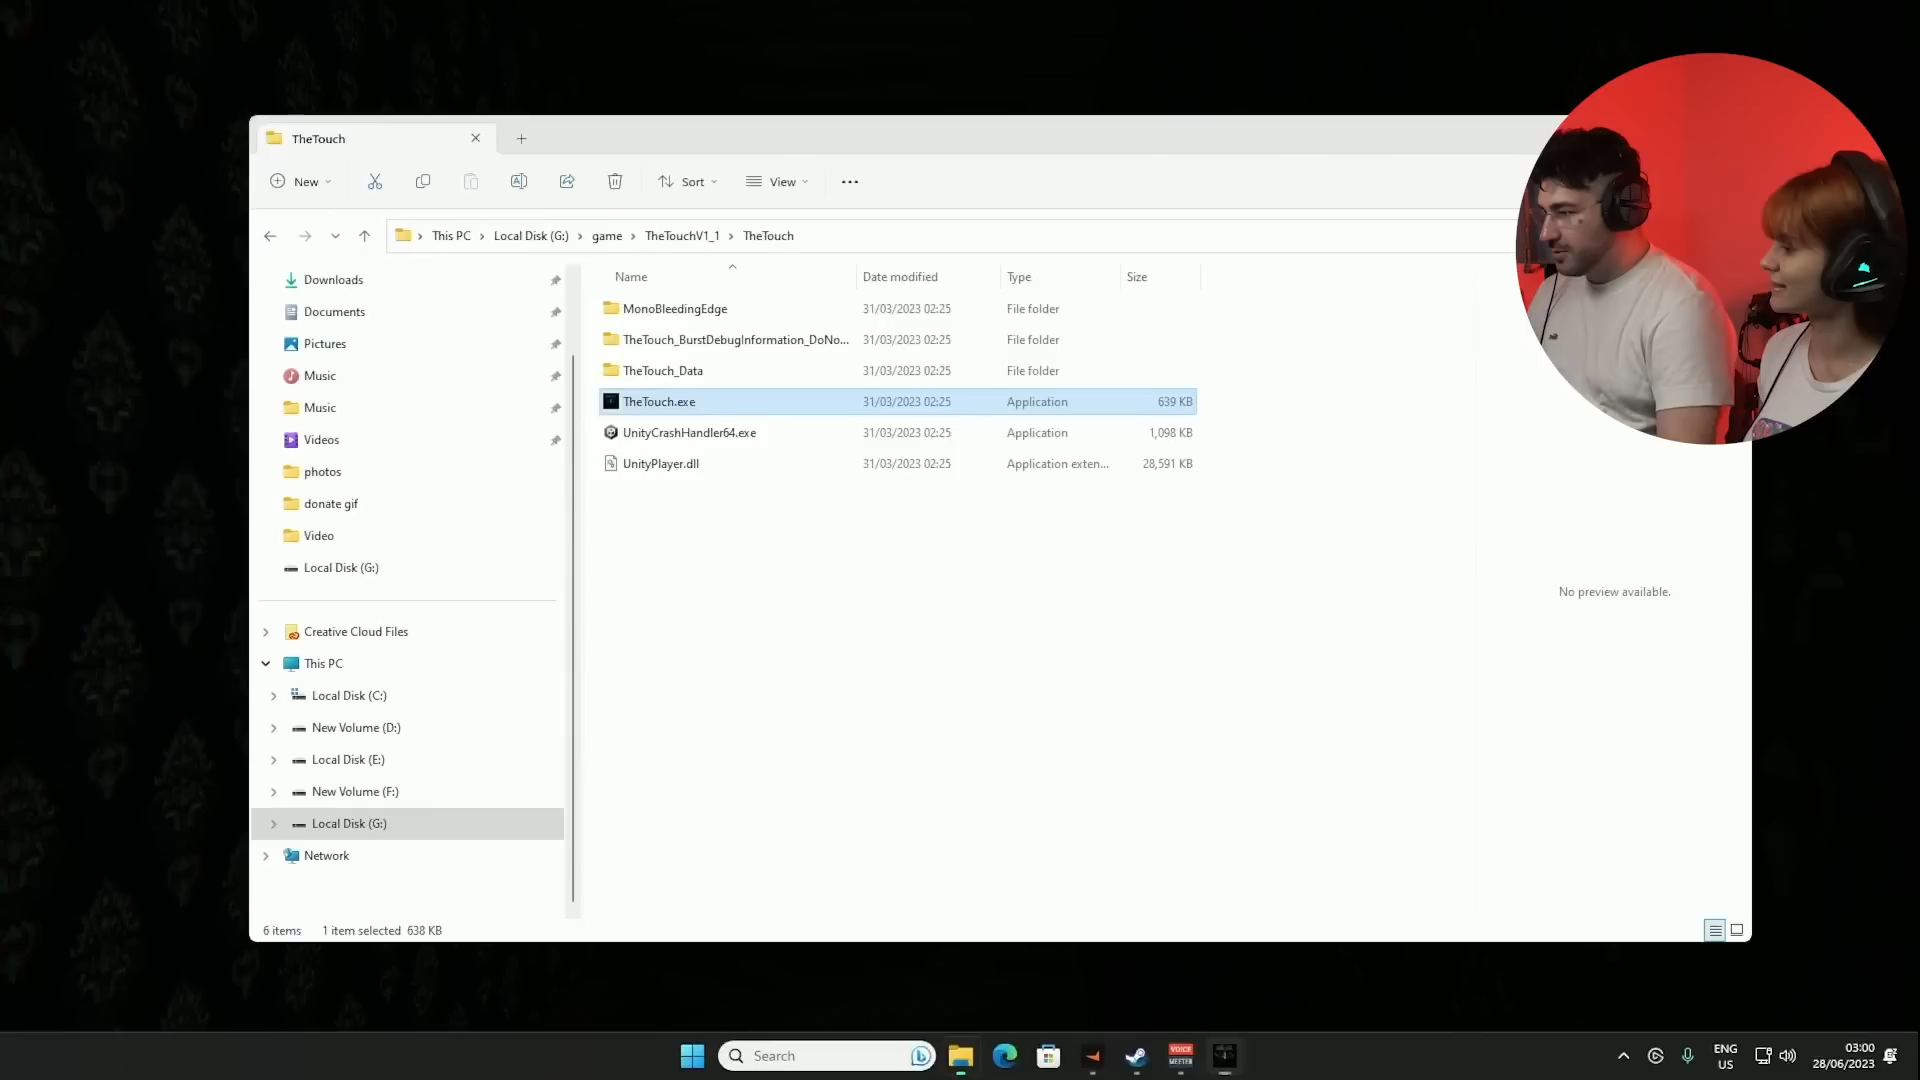 TheTouch
New
Sort
View
This PC
Local Disk (G:)
game
TheTouchV1_1
TheTouch
Name
Date modified
Type
Size
Downloads
Documents
Pictures
Music
Music
Videos
photos
donate gif
Video
Local Disk (G:)
Creative Cloud Files
This PC
Local Disk (C:)
New Volume (D:)
Local Disk (E:)
New Volume (F:)
Local Disk (G:)
Network
MonoBleedingEdge 31/03/2023 02:25 File folder
TheTouch_BurstDebugInformation_DoNo... 31/03/2023 02:25 File folder
TheTouch_Data 31/03/2023 02:25 File folder
TheTouch.exe 31/03/2023 02:25 Application 639 KB
UnityCrashHandler64.exe 31/03/2023 02:25 Application 1,098 KB
UnityPlayer.dll 31/03/2023 02:25 Application exten... 28,591 KB
No preview available.
6 items 1 item selected 638 KB
Search
VOICE
MEETER
ENG
US
03:00
28/06/2023